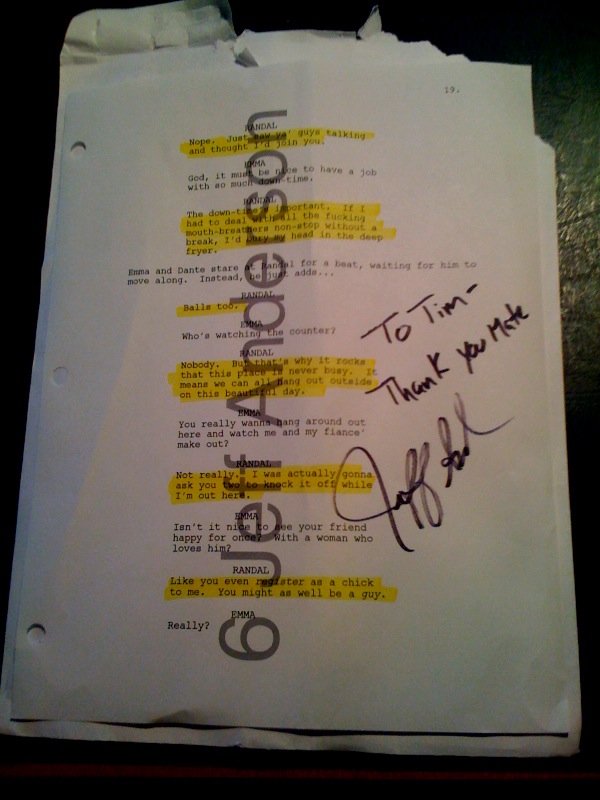 19.
RANDAL
Nope. Just saw ya' guys talking
and thought I'd join you.
EMMA
God, it must be nice to have a job
with so much down-time.
RANDAL
The down-time's important. If I
had to deal with all the fucking
mouth-breathers non-stop without a
break, I'd bury my head in the deep
fryer.
Emma and Dante stare at Randal for a beat, waiting for him to
move along. Instead, he just adds...
RANDAL
Balls too.
EMMA
Who's watching the counter?
RANDAL
Nobody. But that's why it rocks
that this place is never busy. It
means we can all hang out outside
on this beautiful day.
EMMA
You really wanna hang around out
here and watch me and my fiance'
make out?
RANDAL
Not really. I was actually gonna
ask you two to knock it off while
I'm out here.
EMMA
Isn't it nice to see your friend
happy for once? With a woman who
loves him?
RANDAL
Like you even register as a chick
to me. You might as well be a guy.
EMMA
Really?
6 Jeff Anderson
To Tim-
Thank you Mate
Jeff